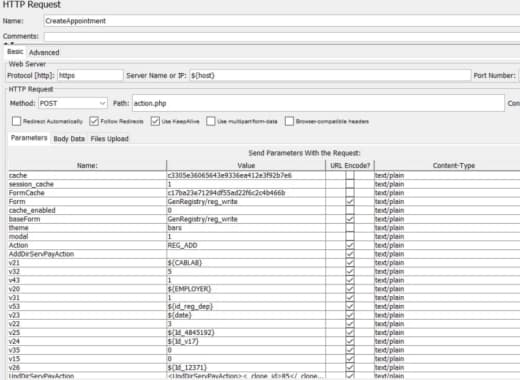 HTTP Request
Name: CreateAppointment
Comments:
Basic Advanced
Web Server
Protocol [http]: https Server Name or IP: ${host} Port Number:
HTTP Request
Method: POST Path: action.php Con
Redirect Automatically Follow Redirects Use KeepAlive Use multipart/form-data Browser-compatible headers
Parameters Body Data Files Upload
Send Parameters With the Request:
Name: Value URL Encode? Content-Type
cache c3305e36065643e9336ea412e3f92b7e6 text/plain
session_cache 1 text/plain
FormCache c17ba23e71294df55ad22f6c2c4b466b text/plain
Form GenRegistry/reg_write text/plain
cache_enabled 0 text/plain
baseForm GenRegistry/reg_write text/plain
theme bars text/plain
modal 1 text/plain
Action REG_ADD text/plain
AddDirServPayAction text/plain
v21 ${CABLAB} text/plain
v32 5 text/plain
v43 1 text/plain
v20 ${EMPLOYER} text/plain
v31 1 text/plain
v53 ${id_reg_dep} text/plain
v23 ${date} text/plain
v22 3 text/plain
v25 ${Id_4845192} text/plain
v24 ${Id_v17} text/plain
v35 0 text/plain
v15 0 text/plain
v26 ${Id_12371} text/plain
UpdDirServPayAction <UpdDirServPayAction><_clone_id>85</_clone... text/plain